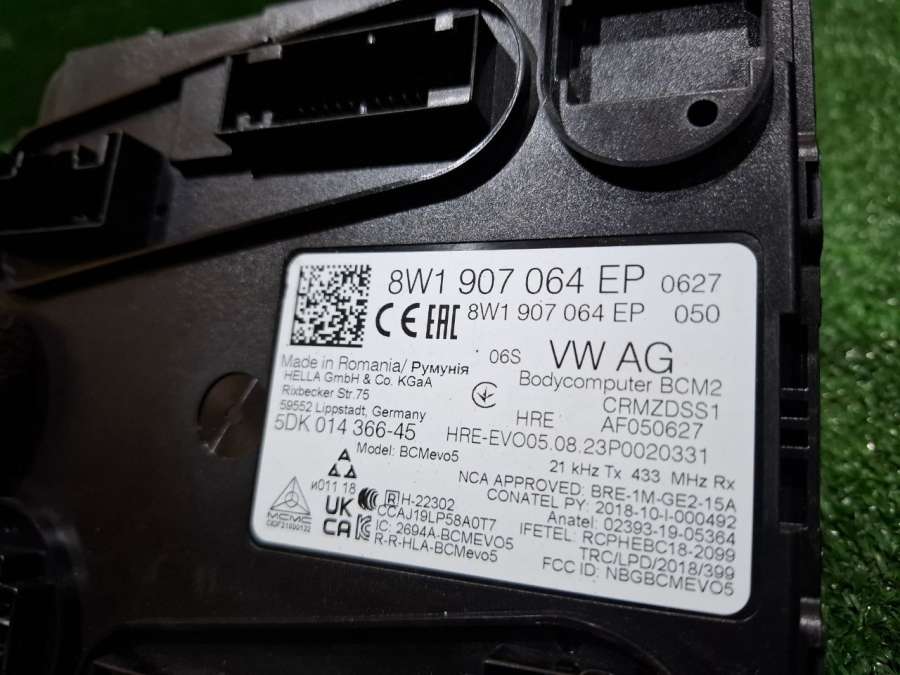 8W1 907 064 EP 0627
8W1 907 064 EP 050
CE EAC
Made in Romania/ Румунія 06S VW AG
HELLA GmbH & Co. KGaA
Bodycomputer BCM2
Rixbecker Str.75
CRMZDSS1
59552 Lippstadt, Germany
HRE AF050627
5DK 014 366-45 HRE-EVO05.08.23P0020331
Model: BCMevo5
21 kHz Tx 433 MHz Rx
NCA APPROVED: BRE-1M-GE2-15A
и011 18
CONATEL PY: 2018-10-I-000492
R H-22302
Anatel: 02393-19-05364
UK CA
CCAJ19LP58A0T7
IFETEL: RCPHEBC18-2099
MCMC
IC: 2694A-BCMEVO5
TRC/LPD/2018/399
R-R-HLA-BCMevo5
FCC ID: NBGBCMEVO5